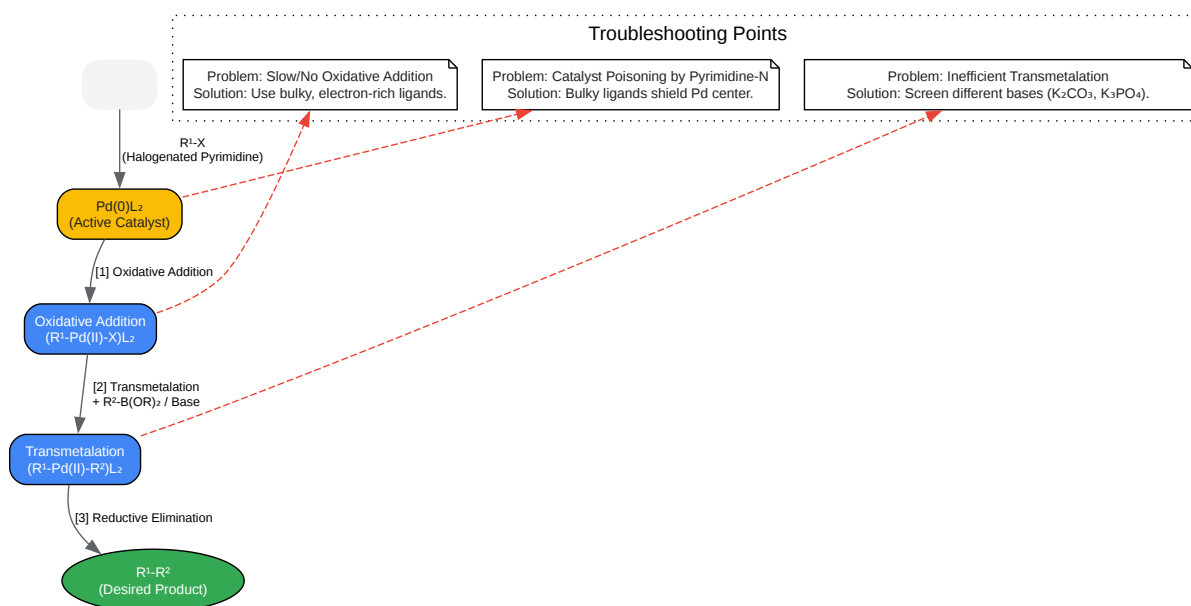 Troubleshooting Points
Problem: Slow/No Oxidative Addition
Solution: Use bulky, electron-rich ligands.
Problem: Catalyst Poisoning by Pyrimidine-N
Solution: Bulky ligands shield Pd center.
Problem: Inefficient Transmetalation
Solution: Screen different bases (K₂CO₃, K₃PO₄).
R¹-X
(Halogenated Pyrimidine)
Pd(0)L₂
(Active Catalyst)
[1] Oxidative Addition
Oxidative Addition
(R¹-Pd(II)-X)L₂
[2] Transmetalation
+ R²-B(OR)₂ / Base
Transmetalation
(R¹-Pd(II)-R²)L₂
[3] Reductive Elimination
R¹-R²
(Desired Product)